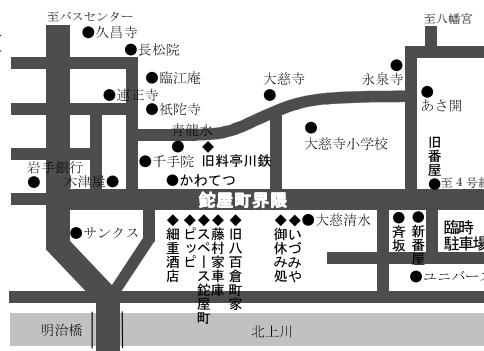 至バスセンター
久昌寺
長松院
至八幡宮
臨江庵
大慈寺
永泉寺
連正寺
祇陀寺
あさ開
青龍水
大慈寺小学校
旧番屋
岩手銀行
千手院
旧料亭川鉄
木津屋
かわてつ
至4号線
鉈屋町界隈
サンクス
細重酒店
ピッピ
スペース鉈屋町
藤村家車庫
旧八百倉町家
御休み処
いづみや
大慈清水
斉坂
新番屋
臨時
駐車場
ユニバース
明治橋
北上川